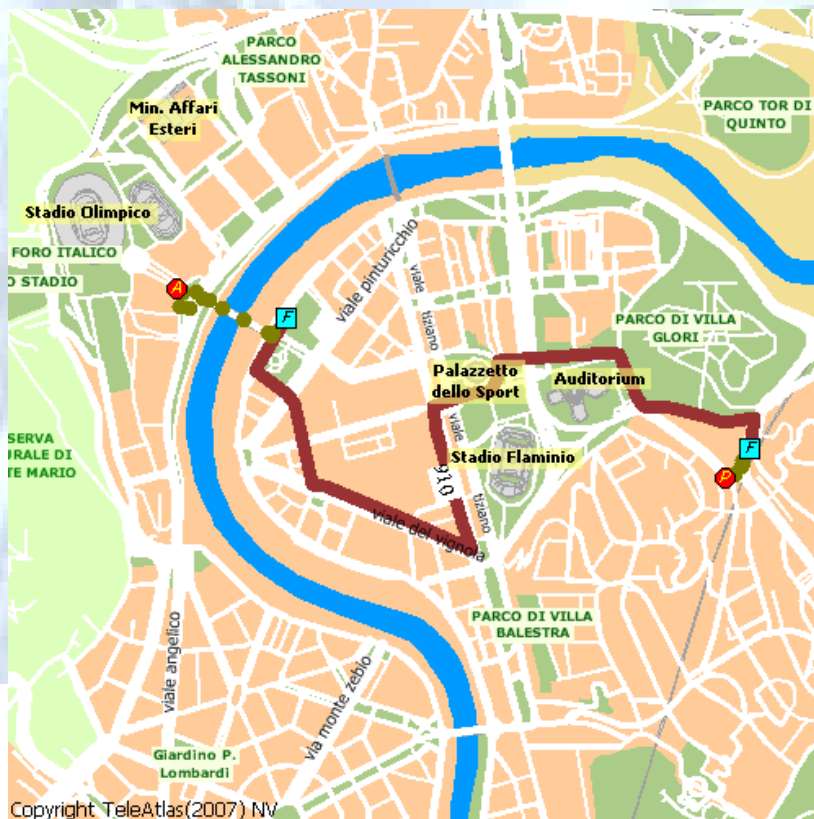 PARCO
ALESSANDRO
TASSONI
Min. Affari
Esteri
PARCO TOR DI
QUINTO
Stadio Olimpico
FORO ITALICO
O STADIO
A
F
viale pinturicchio
viale
tiziano
PARCO DI VILLA
GLORI
Palazzetto
dello Sport
Auditorium
SERVA
URALE DI
TE MARIO
viale
910
tiziano
Stadio Flaminio
F
P
viale del vignola
PARCO DI VILLA
BALESTRA
viale angelico
via monte zebio
Giardino P.
Lombardi
Copyright TeleAtlas(2007) NV